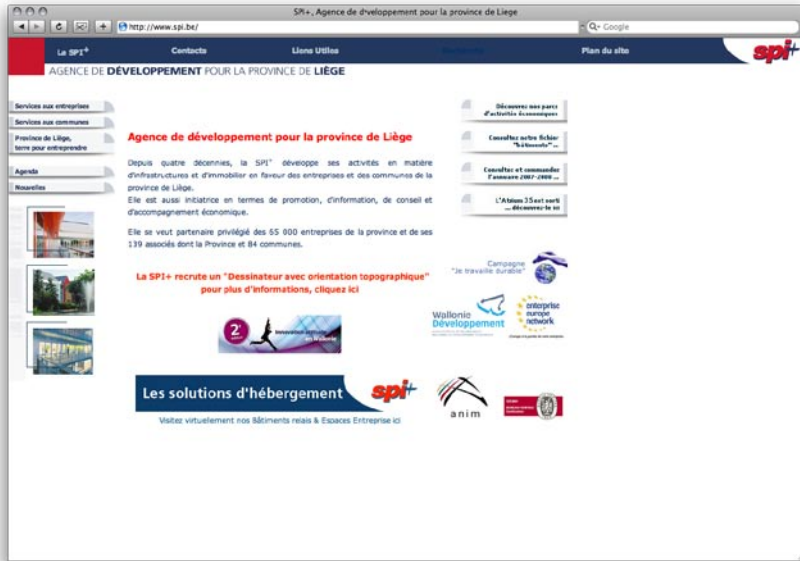 SPI+, Agence de développement pour la province de Liege
http://www.spi.be/
Google
La SPI+
Contacts
Liens Utiles
Plan du site
spi+
AGENCE DE DÉVELOPPEMENT POUR LA PROVINCE DE LIÈGE
Services aux entreprises
Services aux communes
Province de Liège,
terre pour entreprendre
Agenda
Nouvelles
Agence de développement pour la province de Liège
Depuis quatre décennies, la SPI+ développe ses activités en matière
d'infrastructures et d'immobilier en faveur des entreprises et des communes de la
province de Liège.
Elle est aussi initiatrice en termes de promotion, d'information, de conseil et
d'accompagnement économique.
Elle se veut partenaire privilégié des 65 000 entreprises de la province et de ses
139 associés dont la Province et 84 communes.
La SPI+ recrute un "Dessinateur avec orientation topographique"
pour plus d'informations, cliquez ici
2e
Innovation attitude
en Wallonie
Les solutions d'hébergement
spi+
Visitez virtuellement nos Bâtiments relais & Espaces Entreprise ici
Découvrez nos parcs
d'activités économiques
Consultez notre fichier
"bâtiments" ...
Consultez et commandez
l'annuaire 2007-2008 ...
L'Atrium 35 est sorti
... découvrez-le ici
Campagne
"Je travaille durable"
Wallonie
Développement
enterprise
europe
network
anim